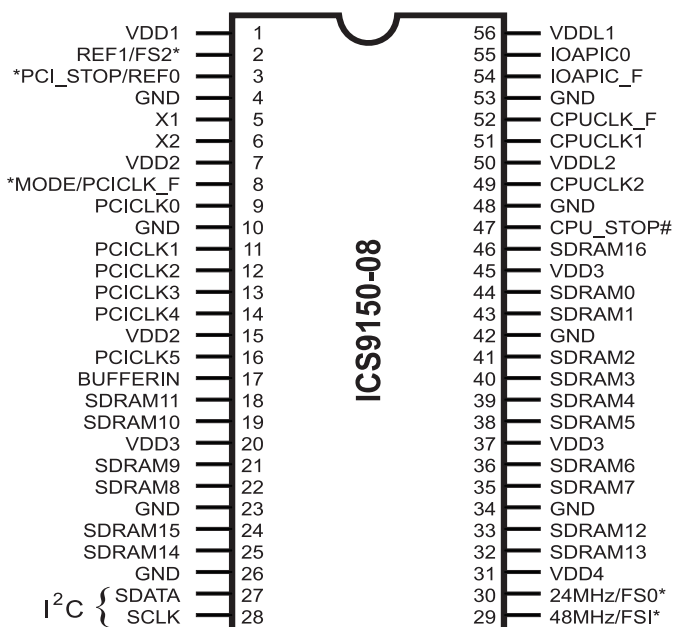 VDD1 1 56 VDDL1
REF1/FS2* 2 55 IOAPIC0
*PCI_STOP/REF0 3 54 IOAPIC_F
GND 4 53 GND
X1 5 52 CPUCLK_F
X2 6 51 CPUCLK1
VDD2 7 50 VDDL2
*MODE/PCICLK_F 8 49 CPUCLK2
PCICLK0 9 48 GND
GND 10 47 CPU_STOP#
PCICLK1 11 46 SDRAM16
PCICLK2 12 45 VDD3
PCICLK3 13 44 SDRAM0
PCICLK4 14 43 SDRAM1
VDD2 15 42 GND
PCICLK5 16 41 SDRAM2
BUFFERIN 17 40 SDRAM3
SDRAM11 18 39 SDRAM4
SDRAM10 19 38 SDRAM5
VDD3 20 37 VDD3
SDRAM9 21 36 SDRAM6
SDRAM8 22 35 SDRAM7
GND 23 34 GND
SDRAM15 24 33 SDRAM12
SDRAM14 25 32 SDRAM13
GND 26 31 VDD4
I²C { SDATA 27 30 24MHz/FS0*
SCLK 28 29 48MHz/FSI*
ICS9150-08